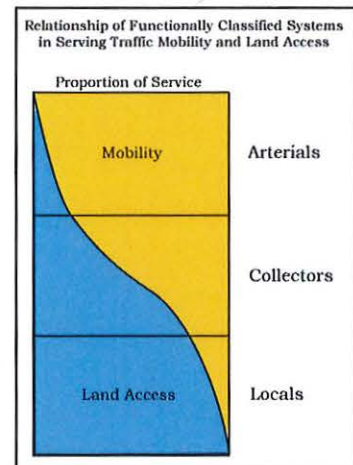 Relationship of Functionally Classified Systems
in Serving Traffic Mobility and Land Access
Proportion of Service
Mobility
Arterials
Collectors
Land Access
Locals